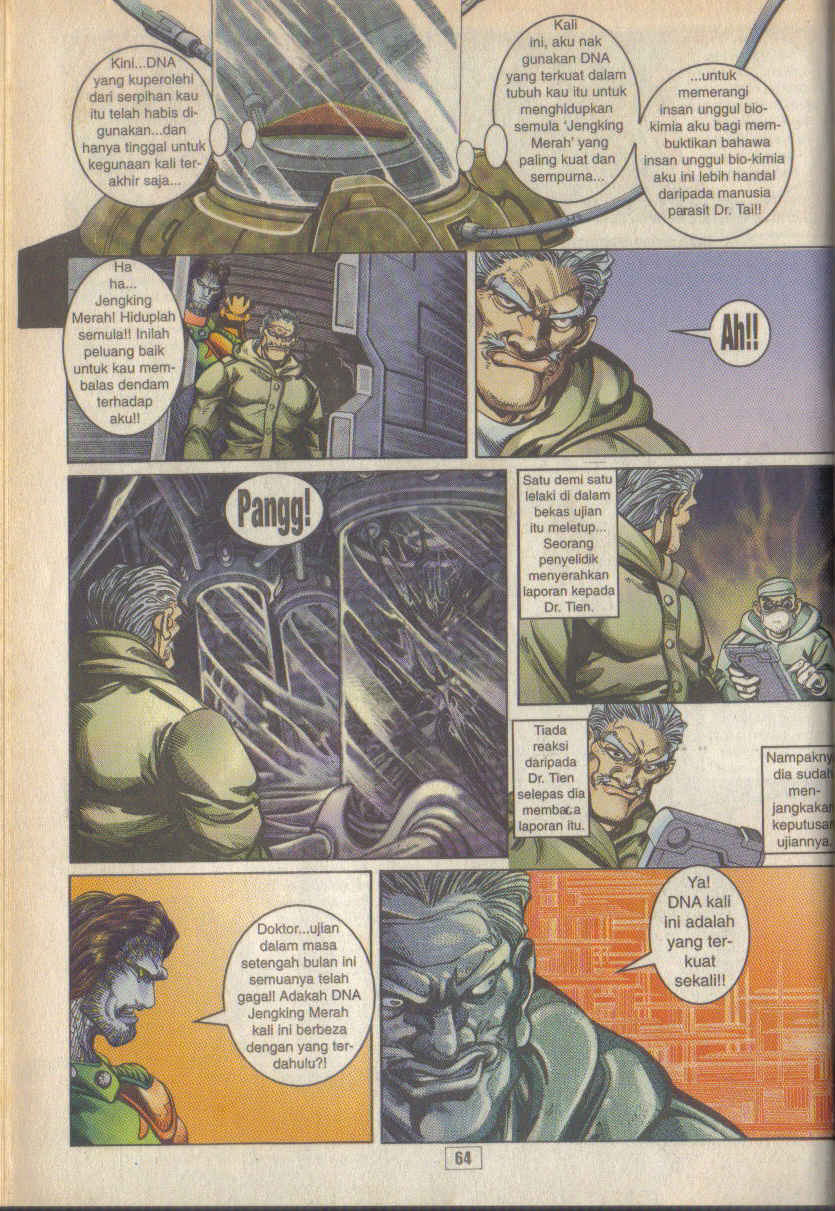 Kini...DNA
yang kuperolehi
dari serpihan kau
itu telah habis di-
gunakan...dan
hanya tinggal untuk
kegunaan kali ter-
akhir saja...
Kali
ini, aku nak
gunakan DNA
yang terkuat dalam
tubuh kau itu untuk
menghidupkan
semula ‘Jengking
Merah’ yang
paling kuat dan
sempurna...
...untuk
memerangi
insan unggul bio-
kimia aku bagi mem-
buktikan bahawa
insan unggul bio-kimia
aku ini lebih handal
daripada manusia
parasit Dr. Tai!!
Ha
ha...
Jengking
Merah! Hiduplah
semula!! Inilah
peluang baik
untuk kau mem-
balas dendam
terhadap
aku!!
Ah!!
Pangg!
Satu demi satu
lelaki di dalam
bekas ujian
itu meletup...
Seorang
penyelidik
menyerahkan
laporan kepada
Dr. Tien.
Tiada
reaksi
daripada
Dr. Tien
selepas dia
membaca
laporan itu.
Nampakny
dia sudah
men-
jangkakan
keputusan
ujiannya.
Doktor...ujian
dalam masa
setengah bulan ini
semuanya telah
gagal! Adakah DNA
Jengking Merah
kali ini berbeza
dengan yang ter-
dahulu?!
Ya!
DNA kali
ini adalah
yang ter-
kuat
sekali!!
64